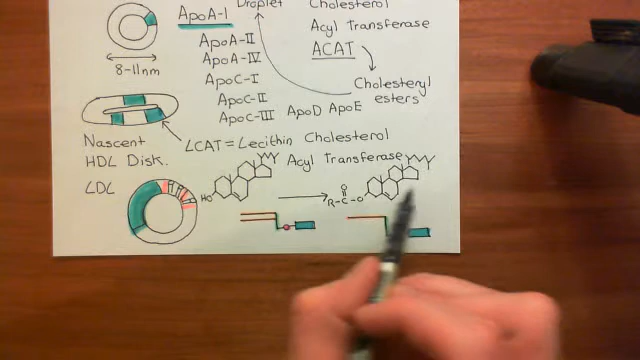 Droplet
Cholesterol
ApoA-I
Acyl Transferase
ApoA-II
ACAT
ApoA-IV
8-11nm
ApoC-I
Cholesteryl
esters
ApoC-II
ApoD ApoE
ApoC-III
Nascent
HDL Disk.
LCAT = Lecithin Cholesterol
Acyl Transferase
LDL
HO
O
R-C-O